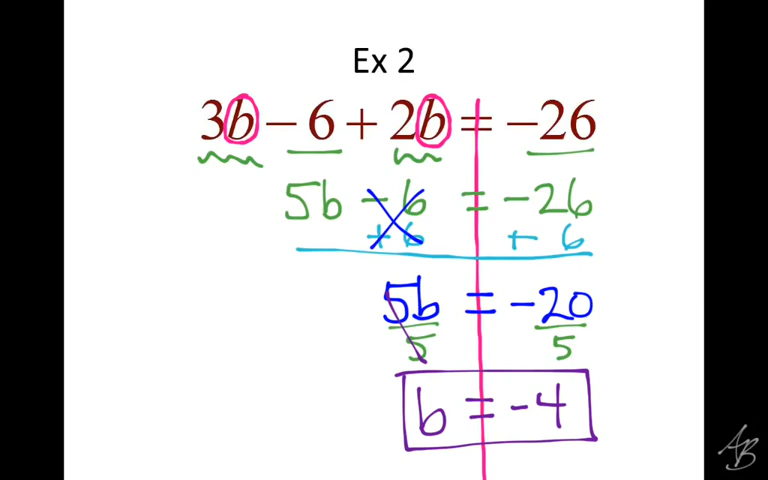 Ex 2
3b − 6 + 2b = −26
5b − 6 = −26
+6 + 6
5b = −20
5 5
b = −4
AB